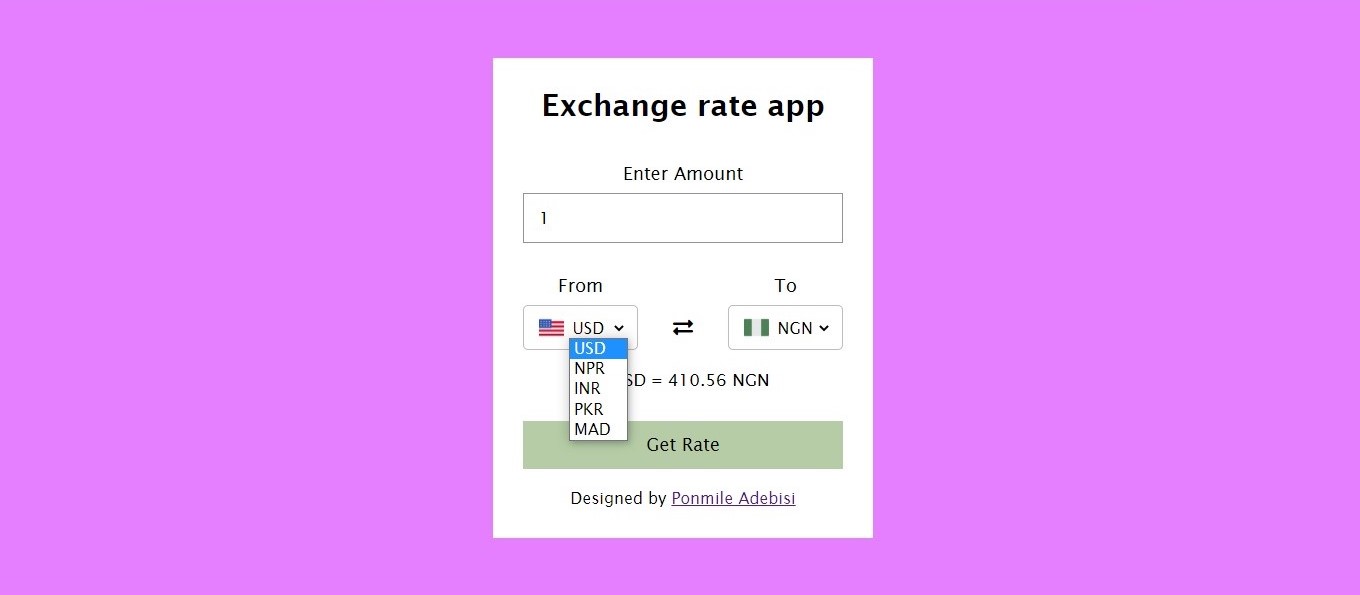 Exchange rate app
Enter Amount
1
From To
USD NGN
USD
NPR
INR
PKR
MAD
SD = 410.56 NGN
Get Rate
Designed by Ponmile Adebisi